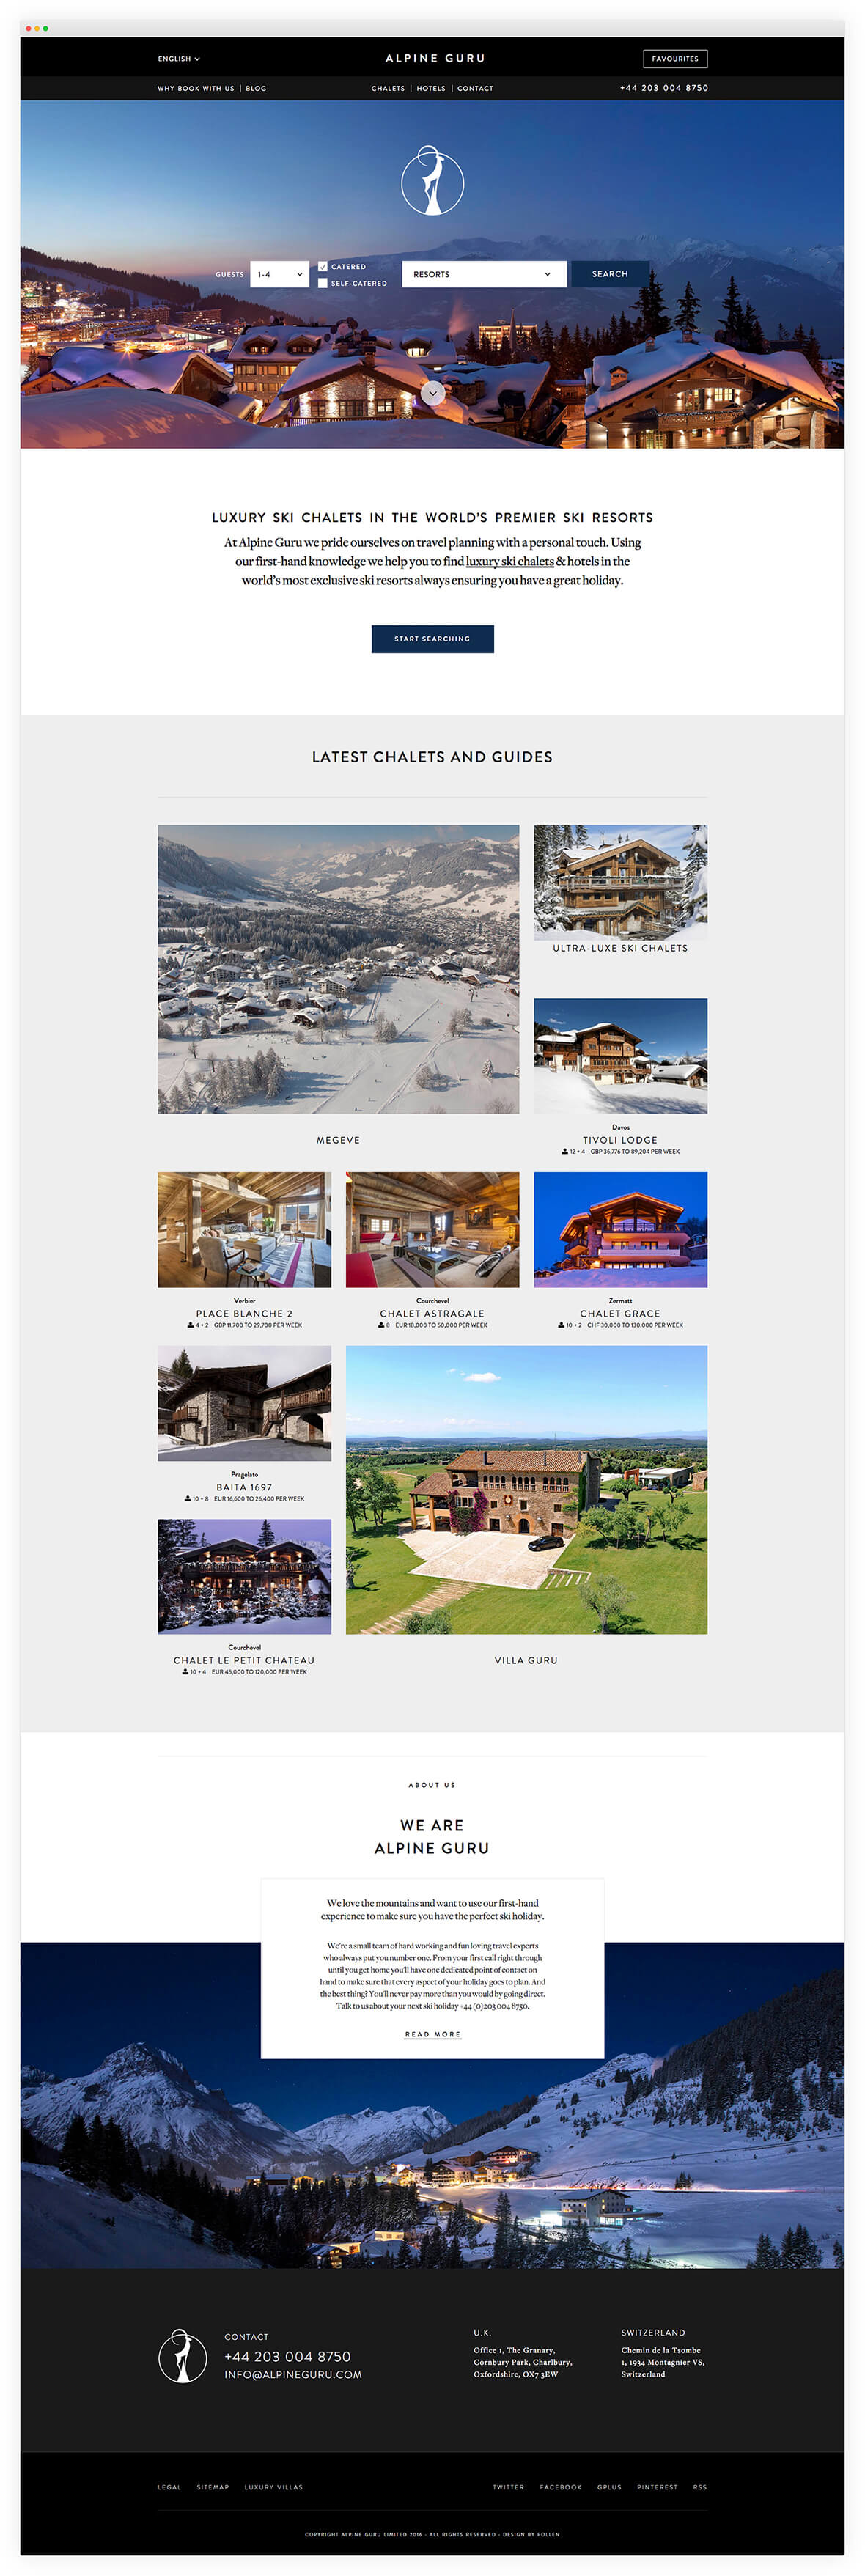 ENGLISH
ALPINE GURU
FAVOURITES
WHY BOOK WITH US | BLOG
CHALETS | HOTELS | CONTACT
+44 203 004 8750
GUESTS
1-4
CATERED
SELF-CATERED
RESORTS
SEARCH
LUXURY SKI CHALETS IN THE WORLD'S PREMIER SKI RESORTS
At Alpine Guru we pride ourselves on travel planning with a personal touch. Using
our first-hand knowledge we help you to find luxury ski chalets & hotels in the
world's most exclusive ski resorts always ensuring you have a great holiday.
START SEARCHING
LATEST CHALETS AND GUIDES
ULTRA-LUXE SKI CHALETS
MEGEVE
Davos
TIVOLI LODGE
12 + 4 GBP 36,776 TO 89,204 PER WEEK
Verbier
PLACE BLANCHE 2
4 + 2 GBP 11,700 TO 29,700 PER WEEK
Courchevel
CHALET ASTRAGALE
8 EUR 18,000 TO 50,000 PER WEEK
Zermatt
CHALET GRACE
10 + 2 CHF 30,000 TO 130,000 PER WEEK
Pragelato
BAITA 1697
10 + 8 EUR 16,600 TO 26,400 PER WEEK
Courchevel
CHALET LE PETIT CHATEAU
10 + 4 EUR 45,000 TO 120,000 PER WEEK
VILLA GURU
ABOUT US
WE ARE
ALPINE GURU
We love the mountains and want to use our first-hand
experience to make sure you have the perfect ski holiday.
We're a small team of hard working and fun loving travel experts
who always put you number one. From your first call right through
until you get home you'll have one dedicated point of contact on
hand to make sure that every aspect of your holiday goes to plan. And
the best thing? You'll never pay more than you would by going direct.
Talk to us about your next ski holiday +44 (0)203 004 8750.
READ MORE
CONTACT
+44 203 004 8750
INFO@ALPINEGURU.COM
U.K.
Office 1, The Granary,
Cornbury Park, Charlbury,
Oxfordshire, OX7 3EW
SWITZERLAND
Chemin de la Tsombe
1, 1934 Montagnier VS,
Switzerland
LEGAL
SITEMAP
LUXURY VILLAS
TWITTER
FACEBOOK
GPLUS
PINTEREST
RSS
COPYRIGHT ALPINE GURU LIMITED 2016 - ALL RIGHTS RESERVED - DESIGN BY POLLEN